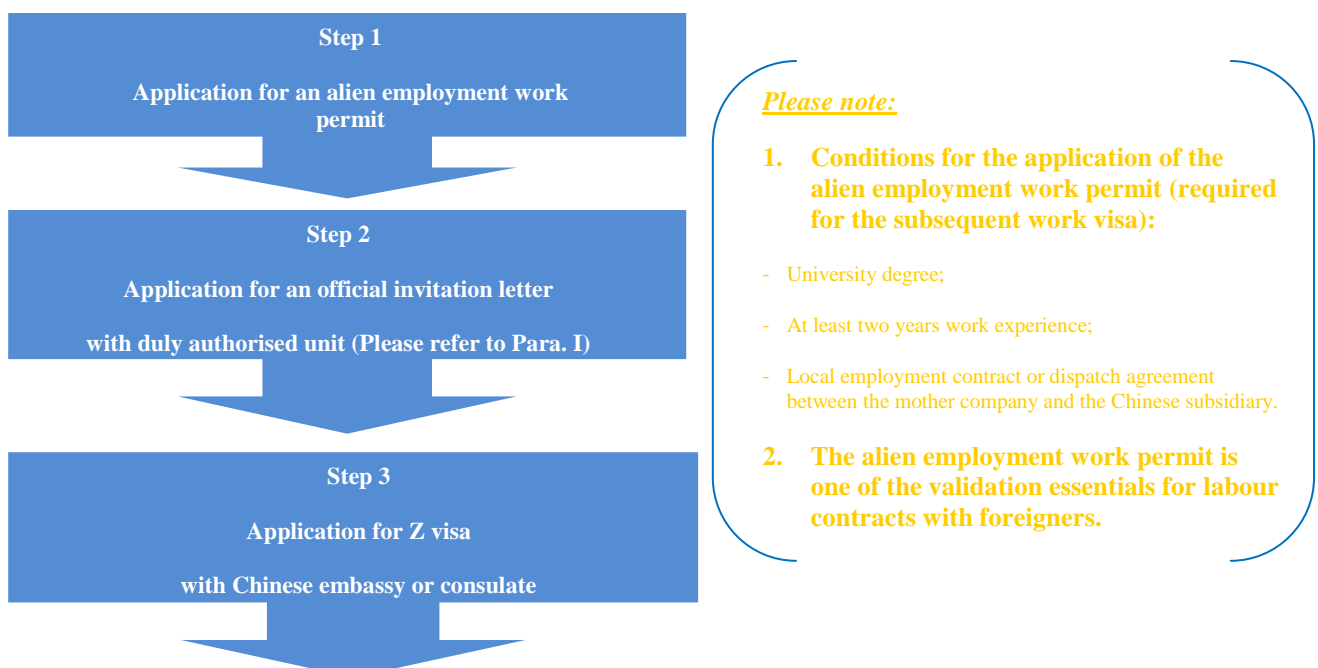 Step 1
Application for an alien employment work
permit
Step 2
Application for an official invitation letter
with duly authorised unit (Please refer to Para. I)
Step 3
Application for Z visa
with Chinese embassy or consulate
Please note:
1. Conditions for the application of the
alien employment work permit (required
for the subsequent work visa):
- University degree;
- At least two years work experience;
- Local employment contract or dispatch agreement
between the mother company and the Chinese subsidiary.
2. The alien employment work permit is
one of the validation essentials for labour
contracts with foreigners.